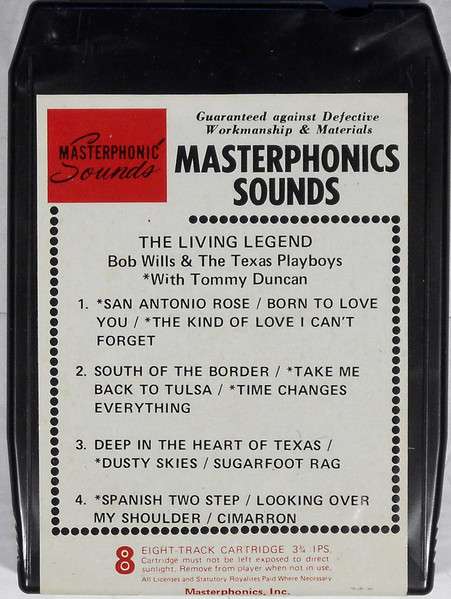 Guaranteed against Defective
Workmanship & Materials
MASTERPHONIC
Sounds
MASTERPHONICS
SOUNDS
THE LIVING LEGEND
Bob Wills & The Texas Playboys
*With Tommy Duncan
1. *SAN ANTONIO ROSE / BORN TO LOVE
YOU / *THE KIND OF LOVE I CAN'T
FORGET
2. SOUTH OF THE BORDER / *TAKE ME
BACK TO TULSA / *TIME CHANGES
EVERYTHING
3. DEEP IN THE HEART OF TEXAS /
*DUSTY SKIES / SUGARFOOT RAG
4. *SPANISH TWO STEP / LOOKING OVER
MY SHOULDER / CIMARRON
8 EIGHT-TRACK CARTRIDGE 3¾ IPS.
Cartridge must not be left exposed to direct
sunlight. Remove from player when not in use.
All Licenses and Statutory Royalties Paid Where Necessary
Masterphonics, Inc.